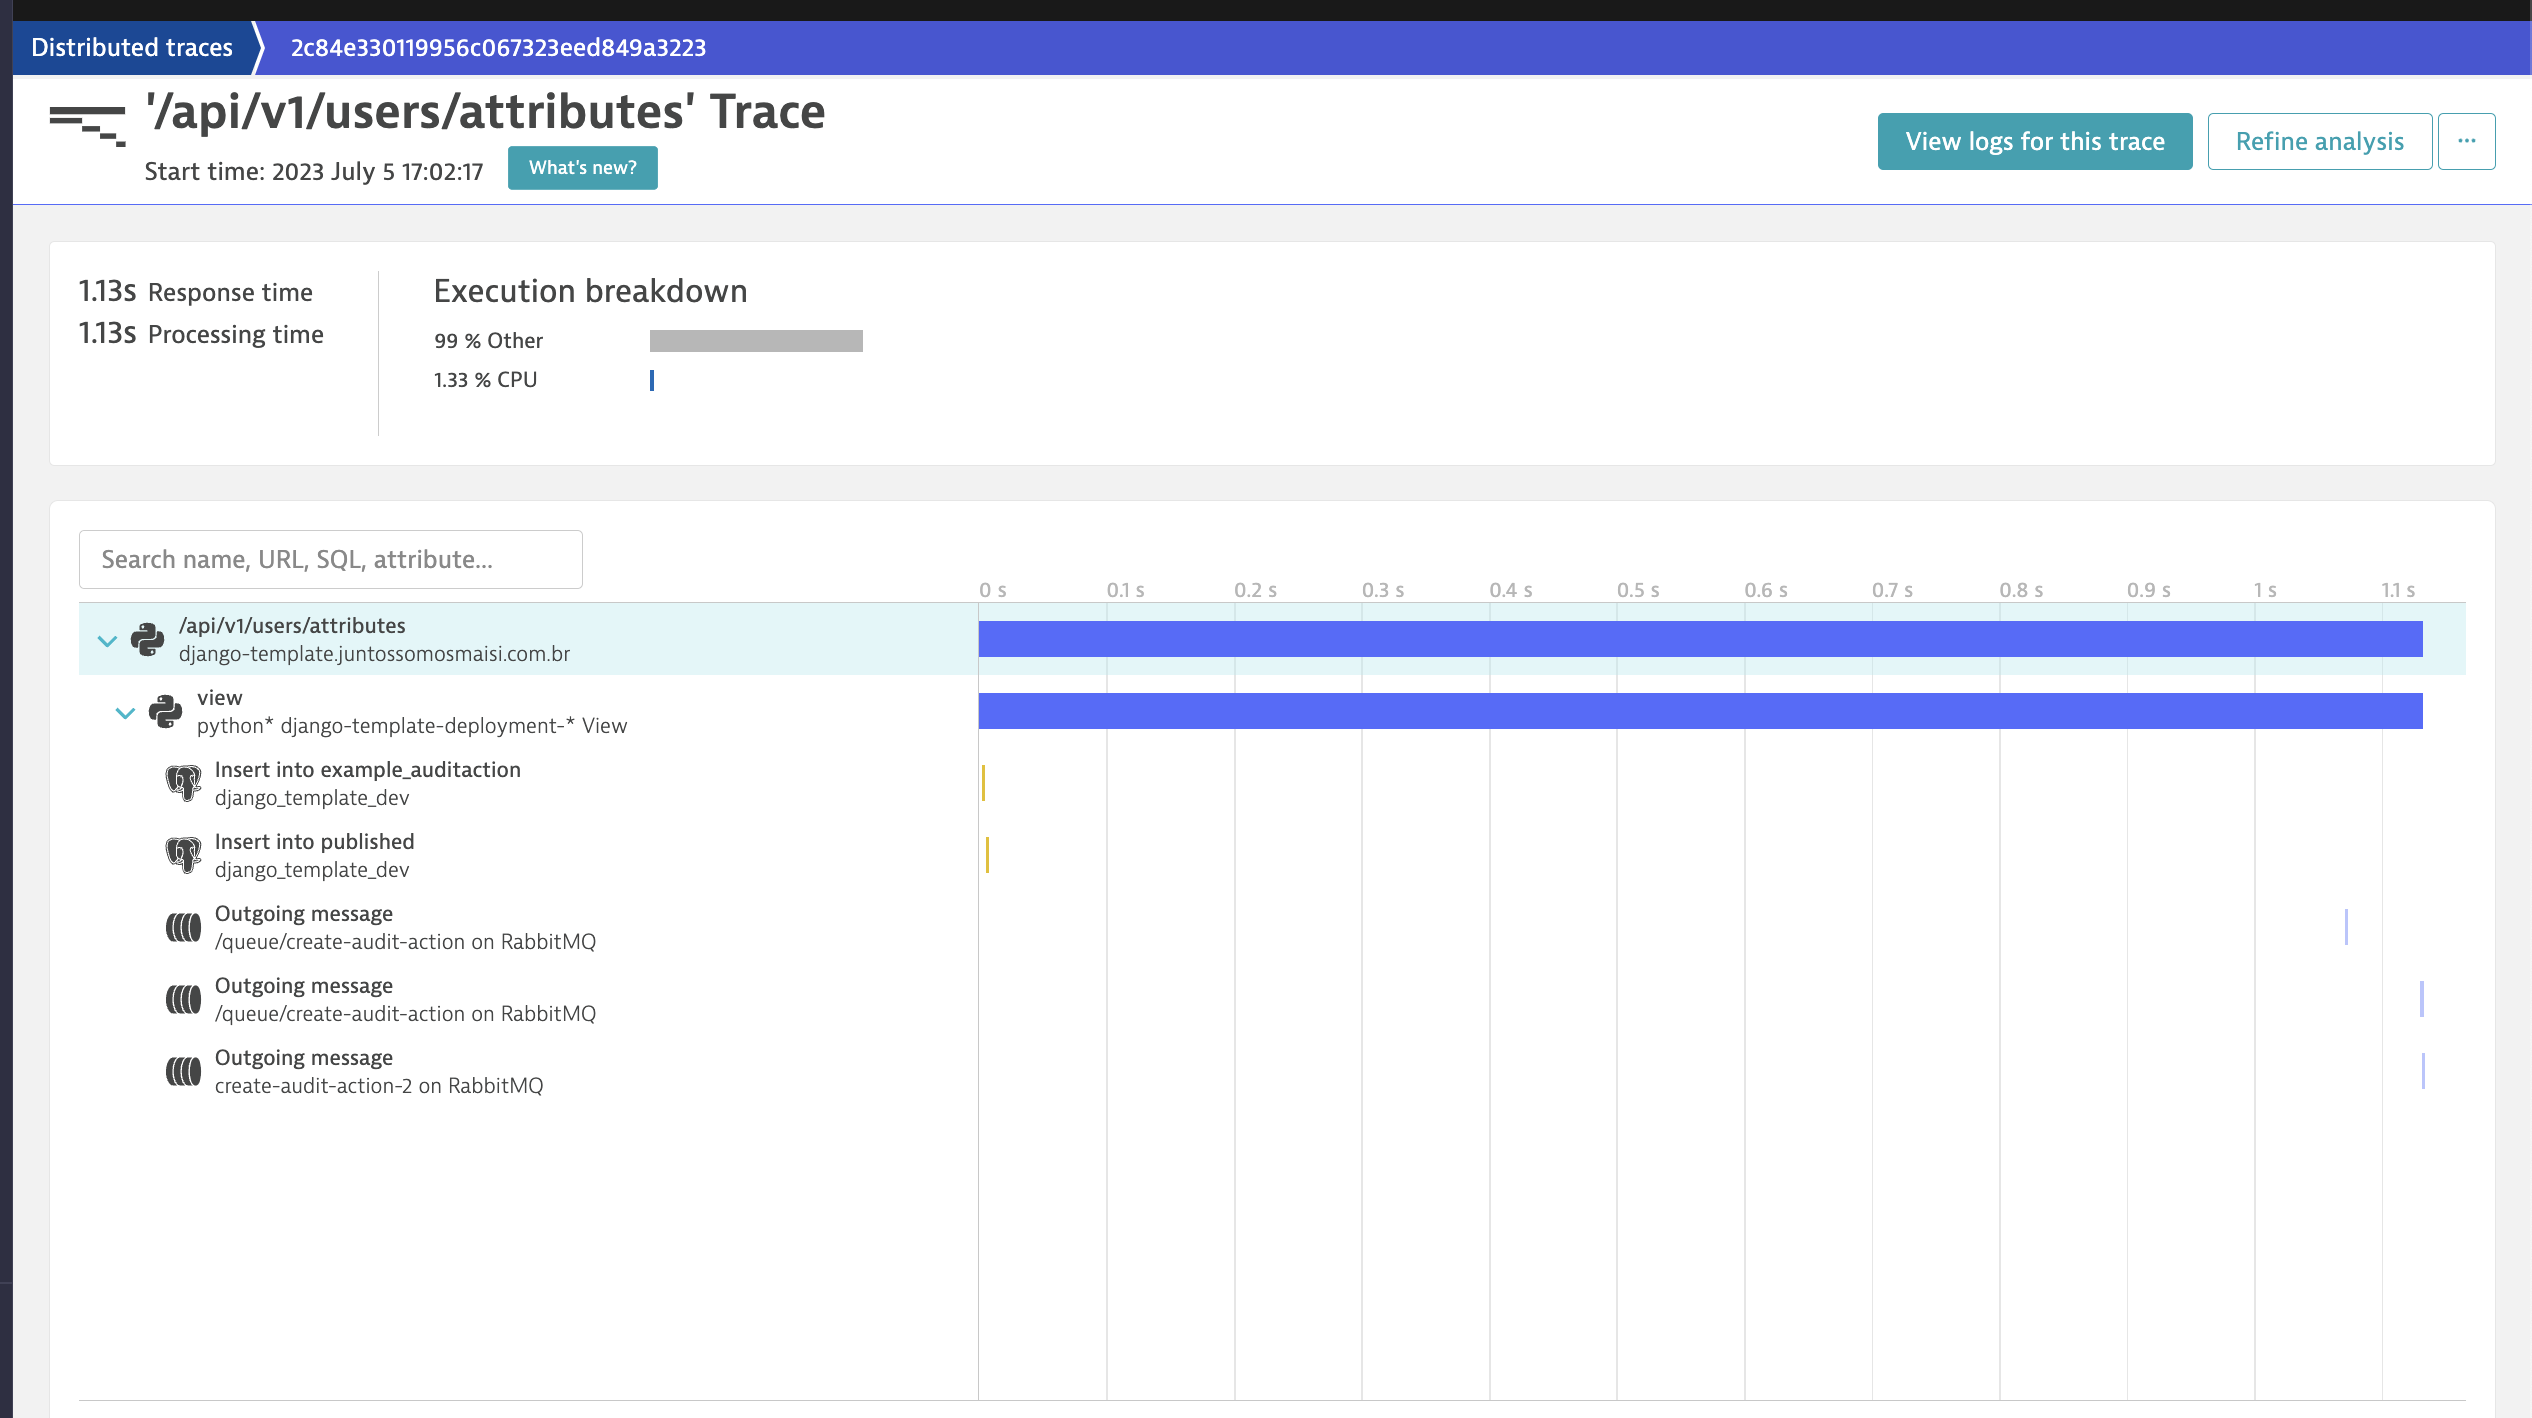 Distributed traces
2c84e330119956c067323eed849a3223
'/api/v1/users/attributes' Trace
Start time: 2023 July 5 17:02:17
What's new?
View logs for this trace
Refine analysis
...
1.13s Response time
1.13s Processing time
Execution breakdown
99 % Other
1.33 % CPU
Search name, URL, SQL, attribute...
0 s 0.1 s 0.2 s 0.3 s 0.4 s 0.5 s 0.6 s 0.7 s 0.8 s 0.9 s 1 s 1.1 s
/api/v1/users/attributes
django-template.juntossomosmaisi.com.br
view
python* django-template-deployment-* View
Insert into example_auditaction
django_template_dev
Insert into published
django_template_dev
Outgoing message
/queue/create-audit-action on RabbitMQ
Outgoing message
/queue/create-audit-action on RabbitMQ
Outgoing message
create-audit-action-2 on RabbitMQ